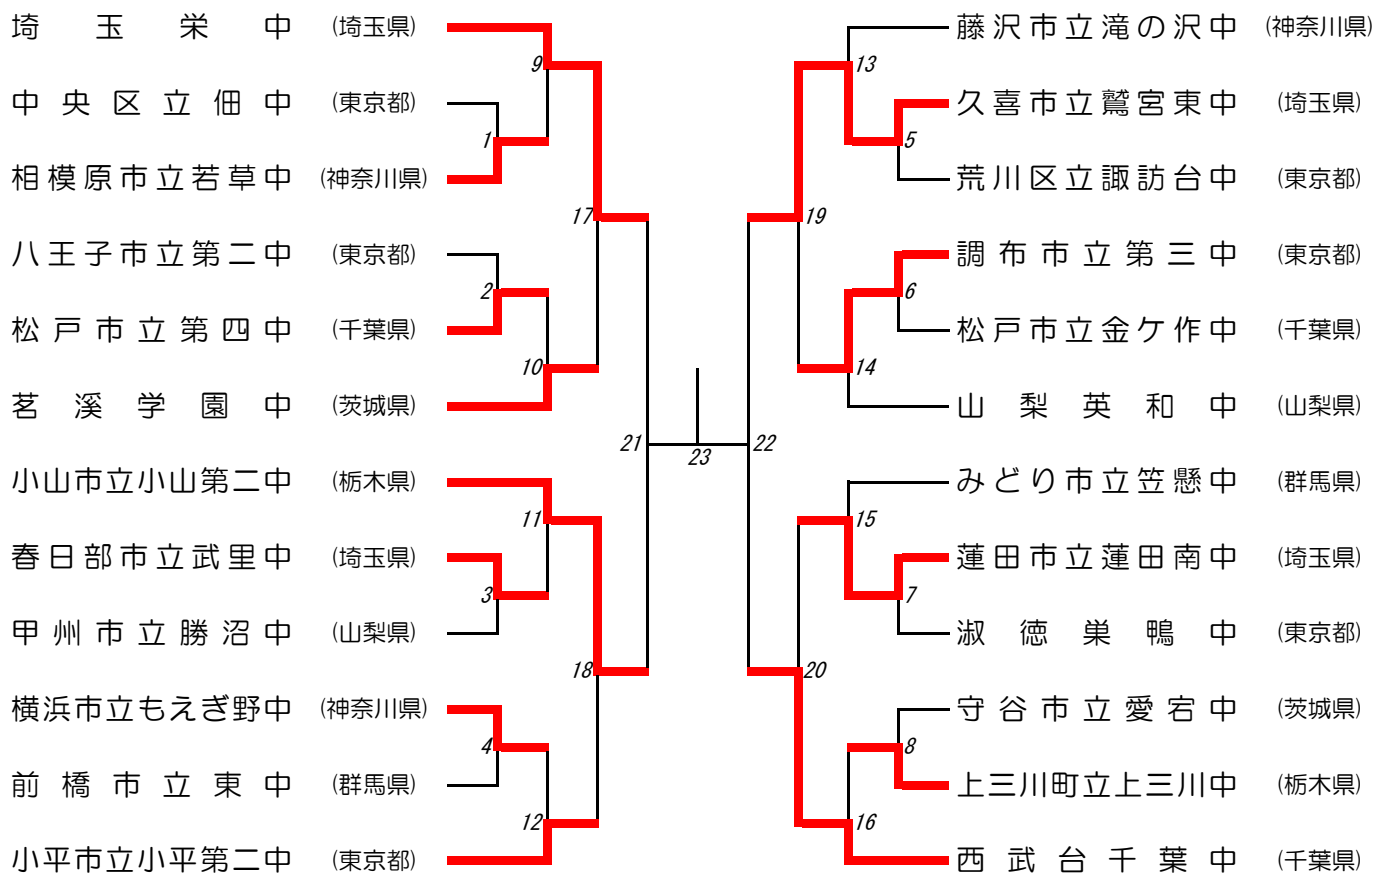 埼玉栄中 (埼玉県)
中央区立佃中 (東京都)
相模原市立若草中 (神奈川県)
八王子市立第二中 (東京都)
松戸市立第四中 (千葉県)
茗溪学園中 (茨城県)
小山市立小山第二中 (栃木県)
春日部市立武里中 (埼玉県)
甲州市立勝沼中 (山梨県)
横浜市立もえぎ野中 (神奈川県)
前橋市立東中 (群馬県)
小平市立小平第二中 (東京都)
9
1
17
2
10
21
11
3
18
4
12
23
13
5
19
6
14
22
15
7
20
8
16
藤沢市立滝の沢中 (神奈川県)
久喜市立鷲宮東中 (埼玉県)
荒川区立諏訪台中 (東京都)
調布市立第三中 (東京都)
松戸市立金ケ作中 (千葉県)
山梨英和中 (山梨県)
みどり市立笠懸中 (群馬県)
蓮田市立蓮田南中 (埼玉県)
淑徳巣鴨中 (東京都)
守谷市立愛宕中 (茨城県)
上三川町立上三川中 (栃木県)
西武台千葉中 (千葉県)